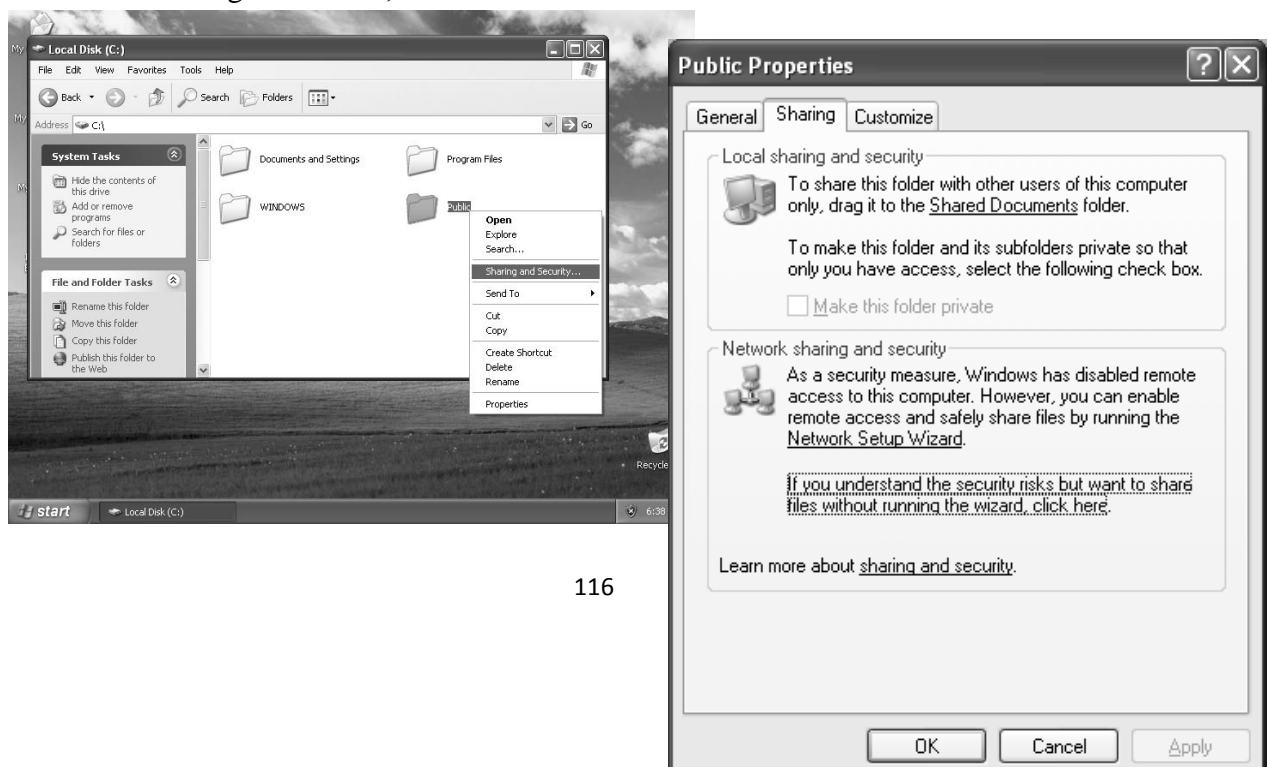 Local Disk (C:)
File Edit View Favorites Tools Help
Back Search Folders
Address C:\ Go
System Tasks
Hide the contents of
this drive
Add or remove
programs
Search for files or
folders
File and Folder Tasks
Rename this folder
Move this folder
Copy this folder
Publish this folder to
the Web
Documents and Settings
Program Files
WINDOWS
Public
Open
Explore
Search...
Sharing and Security...
Send To
Cut
Copy
Create Shortcut
Delete
Rename
Properties
My
My
Recycle
start Local Disk (C:) 6:38
116
Public Properties
General Sharing Customize
Local sharing and security
To share this folder with other users of this computer
only, drag it to the Shared Documents folder.
To make this folder and its subfolders private so that
only you have access, select the following check box.
Make this folder private
Network sharing and security
As a security measure, Windows has disabled remote
access to this computer. However, you can enable
remote access and safely share files by running the
Network Setup Wizard.
If you understand the security risks but want to share
files without running the wizard, click here.
Learn more about sharing and security.
OK Cancel Apply